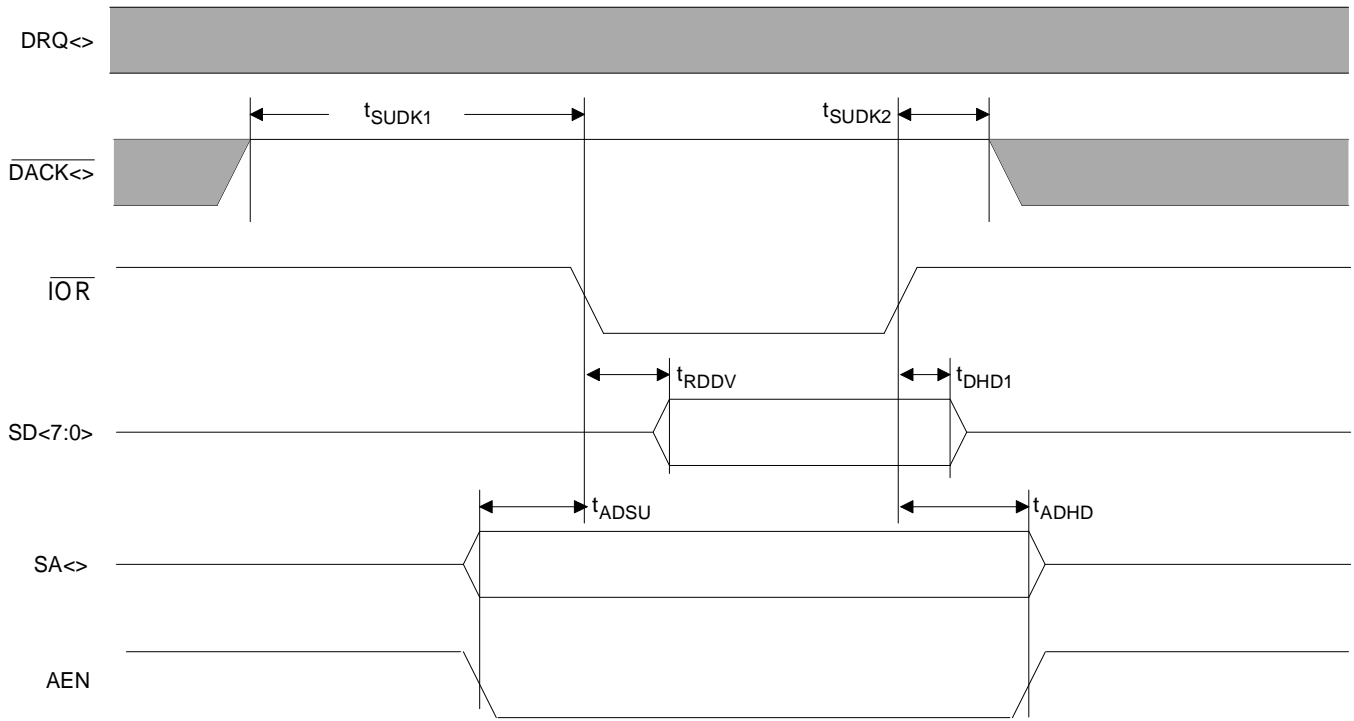 DRQ<>
tSUDK1
tSUDK2
DACK<>
IOR
tRDDV
tDHD1
SD<7:0>
tADSU
tADHD
SA<>
AEN